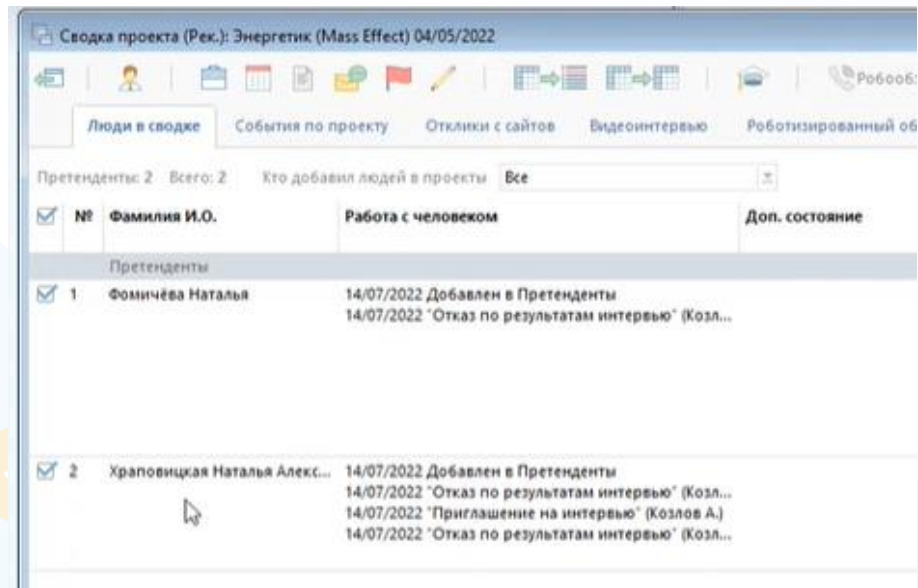 Сводка проекта (Рек.): Энергетик (Mass Effect) 04/05/2022
Робооб
Люди в сводке События по проекту Отклики с сайтов Видеоинтервью Роботизированный об
Претенденты: 2 Всего: 2 Кто добавил людей в проекты Все
№ Фамилия И.О. Работа с человеком Доп. состояние
Претенденты
1 Фомичёва Наталья 14/07/2022 Добавлен в Претенденты
14/07/2022 "Отказ по результатам интервью" (Козл...
2 Храповицкая Наталья Алекс... 14/07/2022 Добавлен в Претенденты
14/07/2022 "Отказ по результатам интервью" (Козл...
14/07/2022 "Приглашение на интервью" (Козлов А.)
14/07/2022 "Отказ по результатам интервью" (Козл...